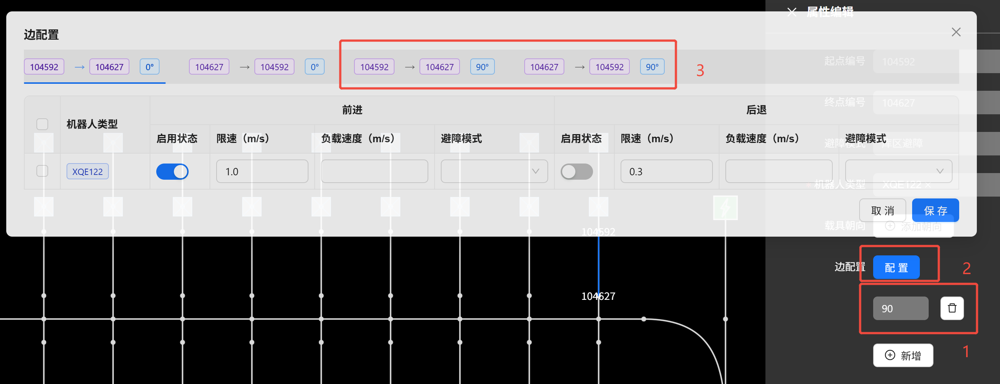 属性编辑
边配置
104592 → 104627 0° 104627 → 104592 0° 104592 → 104627 90° 104627 → 104592 90°
3
起点编号 104592
终点编号 104627
机器人类型 前进 后退
启用状态 限速（m/s） 负载速度（m/s） 避障模式 启用状态 限速（m/s） 负载速度（m/s） 避障模式
避障模式 库区避障
XQE122 1.0 0.3
* 机器人类型 XQE122 ×
取 消 保 存
载具朝向 添加朝向
104592
边配置 配 置
2
104627
90
新增
1